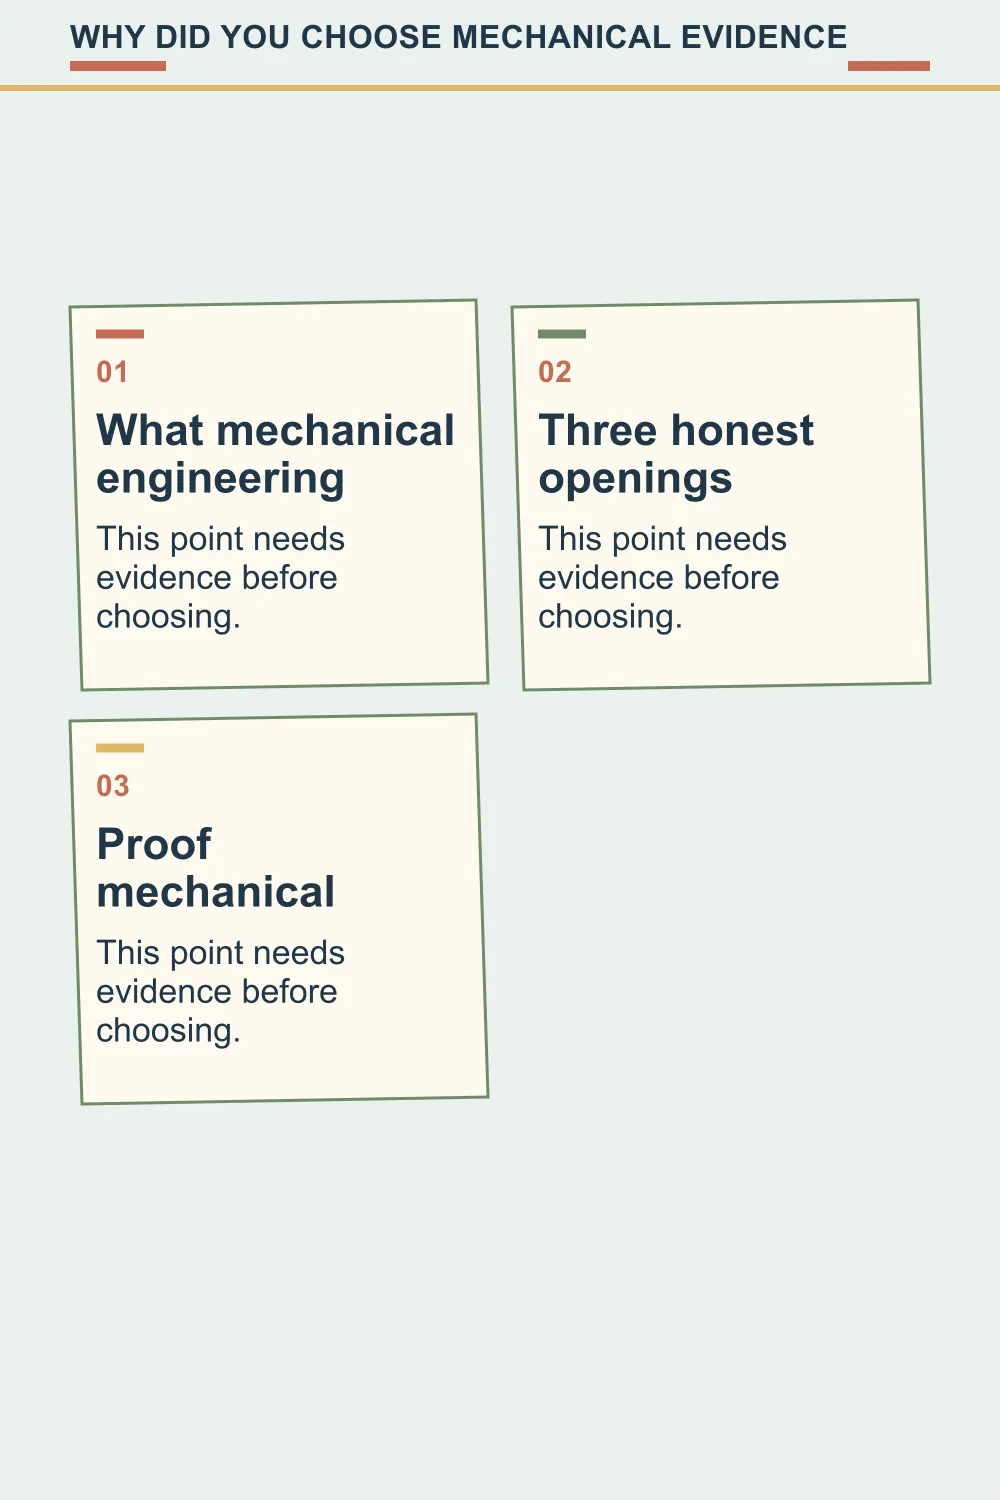 WHY DID YOU CHOOSE MECHANICAL EVIDENCE
01
What mechanical
engineering
This point needs
evidence before
choosing.
02
Three honest
openings
This point needs
evidence before
choosing.
03
Proof
mechanical
This point needs
evidence before
choosing.